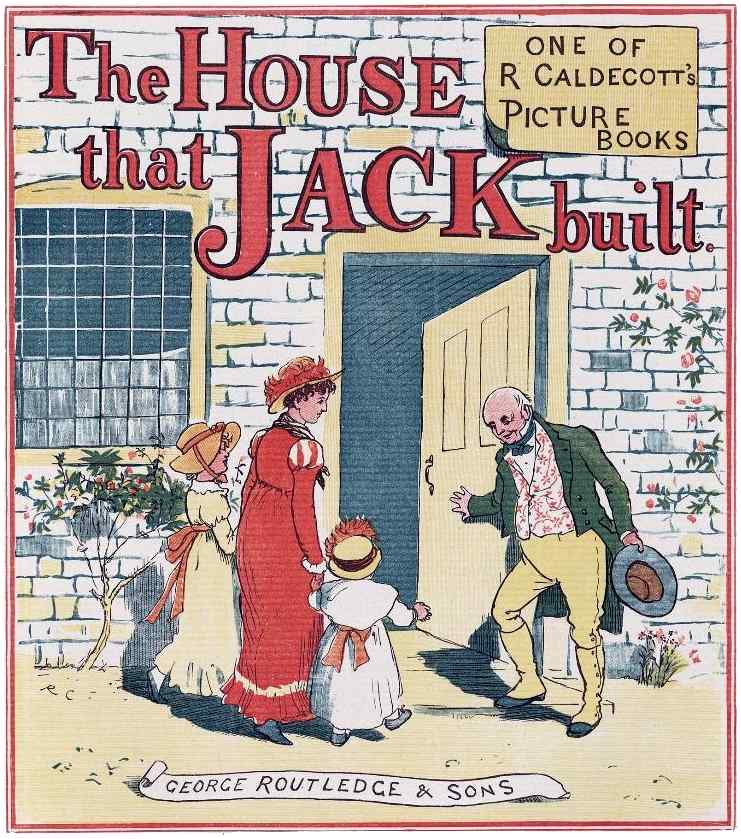 The HOUSE
that JACK built.
ONE OF
R CALDECOTT's
PICTURE
BOOKS
R C
GEORGE ROUTLEDGE & SONS